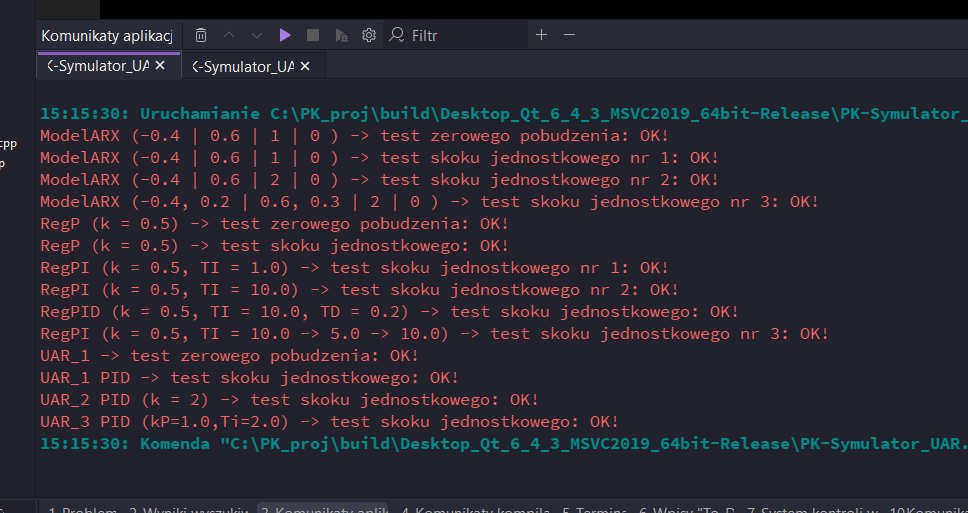 Komunikaty aplikacj
Filtr
<-Symulator_UA
<-Symulator_UA
cpp
p
15:15:30: Uruchamianie C:\PK_proj\build\Desktop_Qt_6_4_3_MSVC2019_64bit-Release\PK-Symulator_
ModelARX (-0.4 | 0.6 | 1 | 0 ) -> test zerowego pobudzenia: OK!
ModelARX (-0.4 | 0.6 | 1 | 0 ) -> test skoku jednostkowego nr 1: OK!
ModelARX (-0.4 | 0.6 | 2 | 0 ) -> test skoku jednostkowego nr 2: OK!
ModelARX (-0.4, 0.2 | 0.6, 0.3 | 2 | 0 ) -> test skoku jednostkowego nr 3: OK!
RegP (k = 0.5) -> test zerowego pobudzenia: OK!
RegP (k = 0.5) -> test skoku jednostkowego: OK!
RegPI (k = 0.5, TI = 1.0) -> test skoku jednostkowego nr 1: OK!
RegPI (k = 0.5, TI = 10.0) -> test skoku jednostkowego nr 2: OK!
RegPID (k = 0.5, TI = 10.0, TD = 0.2) -> test skoku jednostkowego: OK!
RegPI (k = 0.5, TI = 10.0 -> 5.0 -> 10.0) -> test skoku jednostkowego nr 3: OK!
UAR_1 -> test zerowego pobudzenia: OK!
UAR_1 PID -> test skoku jednostkowego: OK!
UAR_2 PID (k = 2) -> test skoku jednostkowego: OK!
UAR_3 PID (kP=1.0,Ti=2.0) -> test skoku jednostkowego: OK!
15:15:30: Komenda "C:\PK_proj\build\Desktop_Qt_6_4_3_MSVC2019_64bit-Release\PK-Symulator_UAR.
1 Problem 2 Wyniki wyszukiw 3 Komunikaty aplik 4 Komunikaty kompila 5 Termina 6 Wpisy "To-D 7 System kontroli w 10 Komunika